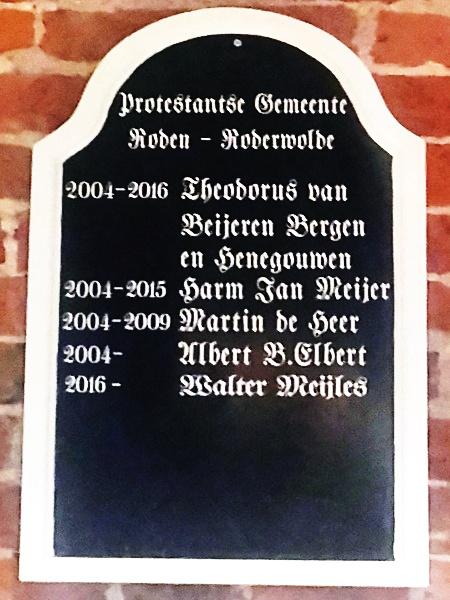 Protestantse Gemeente
Roden - Roderwolde
2004-2016 Theodorus van
Beijeren Bergen
en Henegouwen
2004-2015 Harm Jan Meijer
2004-2009 Martin de Heer
2004- Albert B.Elbert
2016 - Walter Meijles